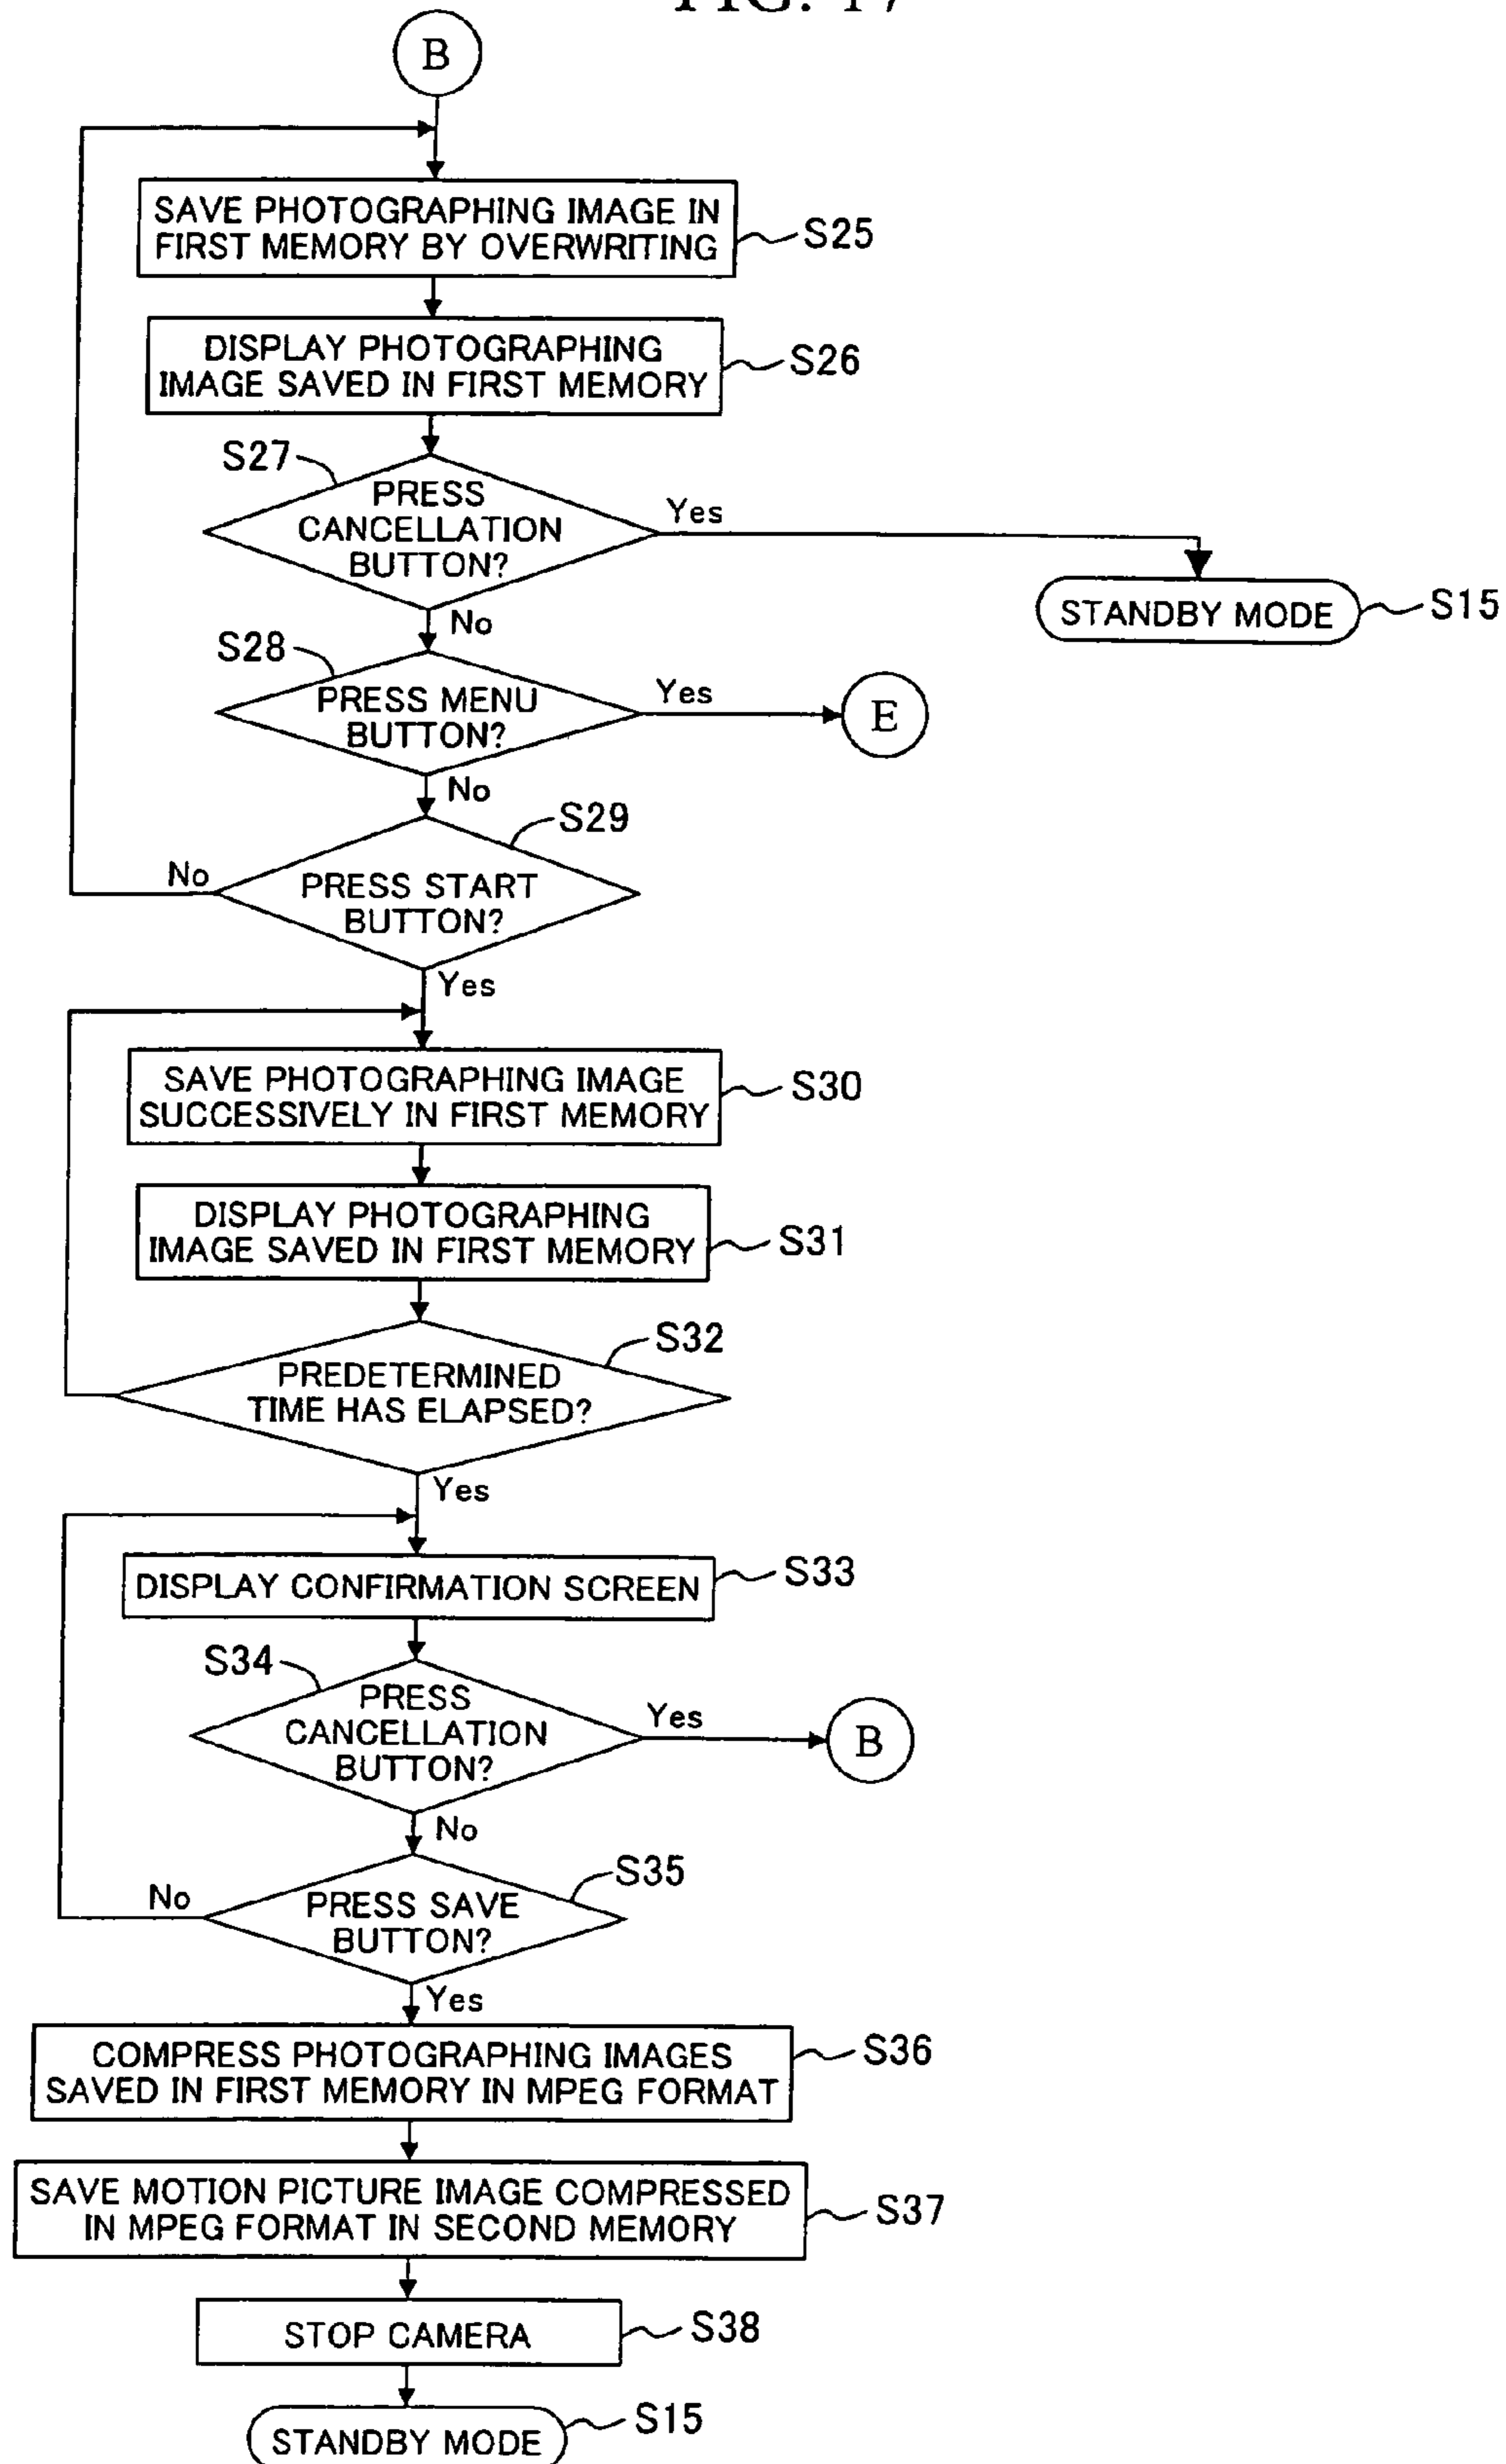 FIG. 17
B
SAVE PHOTOGRAPHING IMAGE IN
FIRST MEMORY BY OVERWRITING
S25
DISPLAY PHOTOGRAPHING
IMAGE SAVED IN FIRST MEMORY
S26
S27
PRESS
CANCELLATION
BUTTON?
Yes
STANDBY MODE
S15
No
S28
PRESS MENU
BUTTON?
Yes
E
No
S29
PRESS START
BUTTON?
No
Yes
SAVE PHOTOGRAPHING IMAGE
SUCCESSIVELY IN FIRST MEMORY
S30
DISPLAY PHOTOGRAPHING
IMAGE SAVED IN FIRST MEMORY
S31
S32
PREDETERMINED
TIME HAS ELAPSED?
Yes
DISPLAY CONFIRMATION SCREEN
S33
S34
PRESS
CANCELLATION
BUTTON?
Yes
B
No
S35
PRESS SAVE
BUTTON?
No
Yes
COMPRESS PHOTOGRAPHING IMAGES
SAVED IN FIRST MEMORY IN MPEG FORMAT
S36
SAVE MOTION PICTURE IMAGE COMPRESSED
IN MPEG FORMAT IN SECOND MEMORY
S37
STOP CAMERA
S38
STANDBY MODE
S15